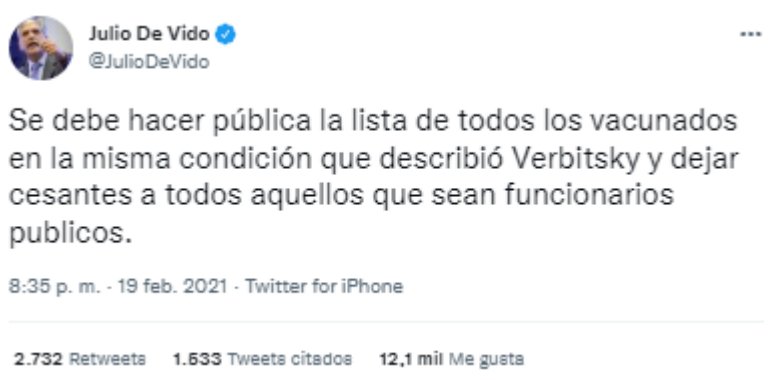 Julio De Vido
@JulioDeVido
Se debe hacer pública la lista de todos los vacunados
en la misma condición que describió Verbitsky y dejar
cesantes a todos aquellos que sean funcionarios
publicos.
8:35 p. m. · 19 feb. 2021 · Twitter for iPhone
2.732 Retweets 1.533 Tweets citados 12,1 mil Me gusta